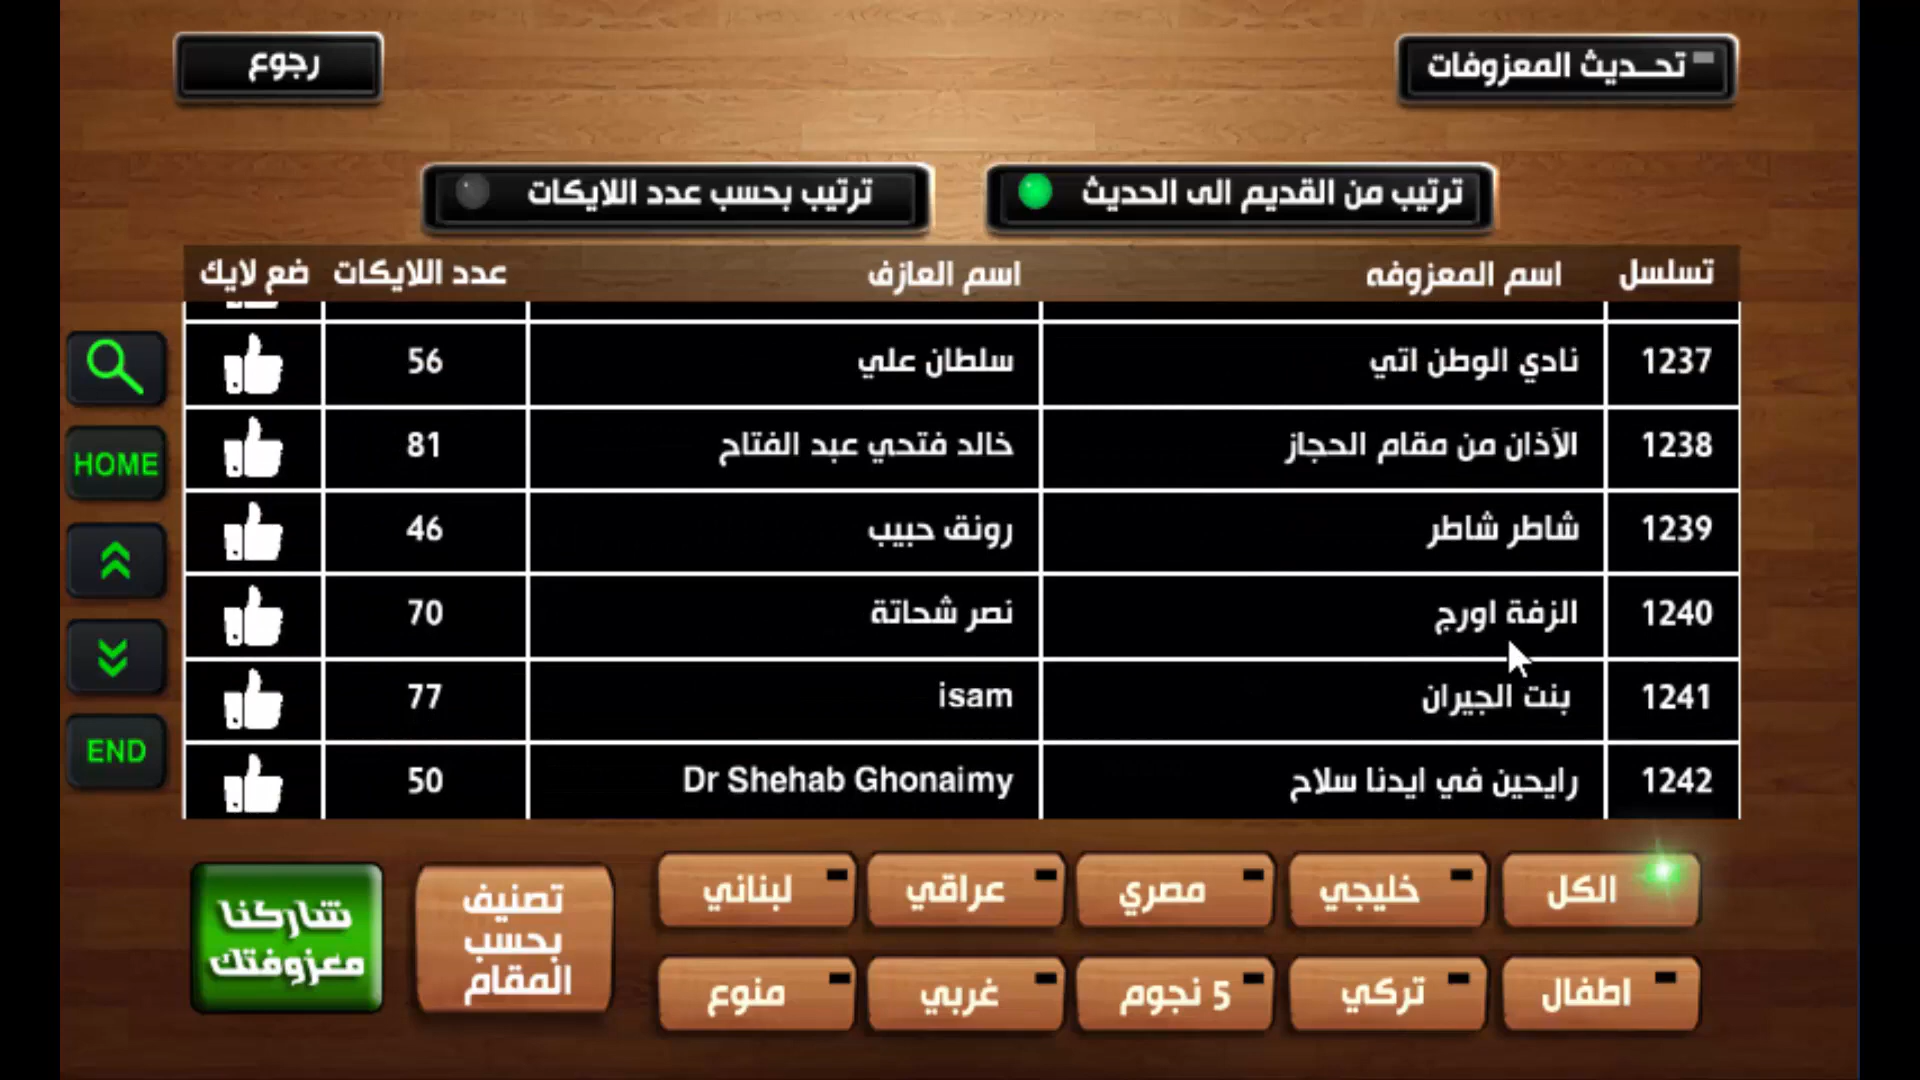 تحـديث المعزوفات
رجوع
ترتيب من القديم الى الحديث
ترتيب بحسب عدد اللايكات
تسلسل اسم المعزوفه اسم العازف عدد اللايكات ضع لايك
1237 نادي الوطن اتي سلطان علي 56
1238 الأذان من مقام الحجاز خالد فتحي عبد الفتاح 81
1239 شاطر شاطر رونق حبيب 46
1240 الزفة اورج نصر شحاتة 70
1241 بنت الجيران isam 77
1242 رايحين في ايدنا سلاح Dr Shehab Ghonaimy 50
HOME
END
الكل
خليجي
مصري
عراقي
لبناني
اطفال
تركي
5 نجوم
غربي
منوع
تصنيف
بحسب
المقام
شاركنا
معزوفتك